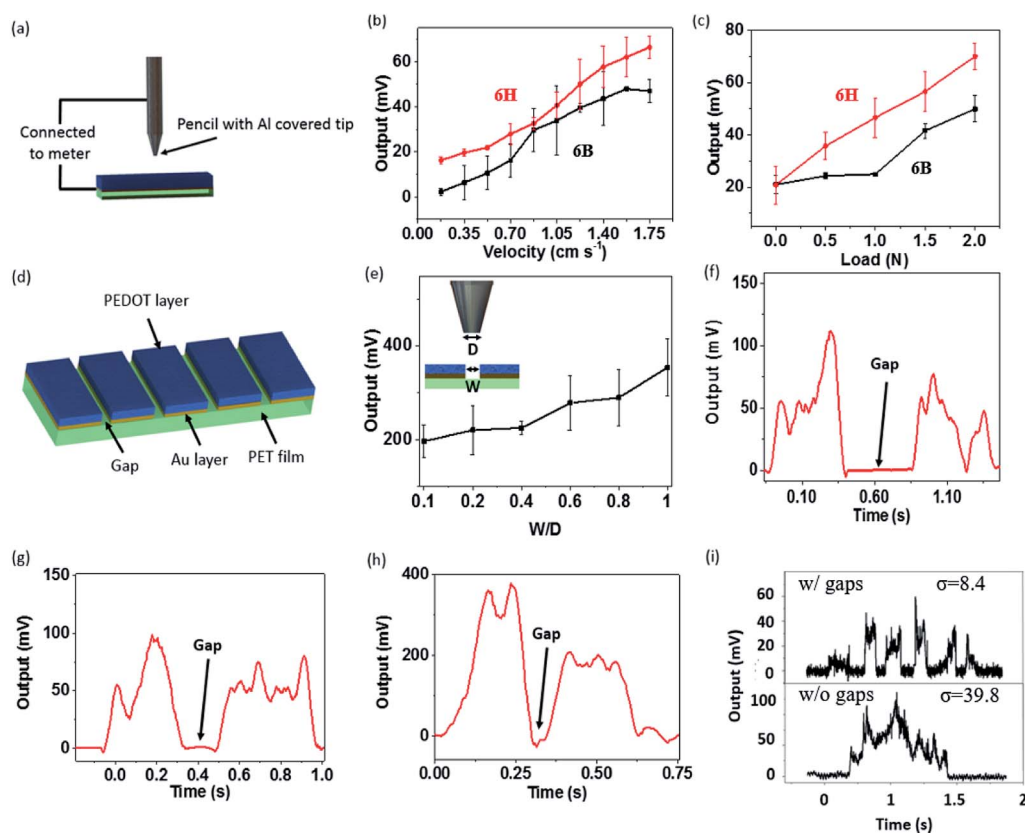 (a)
Connected
to meter
Pencil with Al covered tip
(b)
Output (mV)
60
40
20
0
6H
6B
0.00 0.35 0.70 1.05 1.40 1.75
Velocity (cm s-1)
(c)
Output (mV)
80
60
40
20
6H
6B
0.0 0.5 1.0 1.5 2.0
Load (N)
(d)
PEDOT layer
Gap
Au layer
PET film
(e)
Output (mV)
400
200
D
W
0.1 0.2 0.4 0.6 0.8 1
W/D
(f)
Output (m V)
150
100
50
0
Gap
0.10 0.60 1.10
Time (s)
(g)
Output (mV)
150
100
50
0
Gap
0.0 0.2 0.4 0.6 0.8 1.0
Time (s)
(h)
Output (mV)
400
200
0
Gap
0.00 0.25 0.50 0.75
Time (s)
(i)
Output (mV)
w/ gaps σ=8.4
60
40
20
0
w/o gaps σ=39.8
100
50
0
0 1 1.5 2
Time (s)